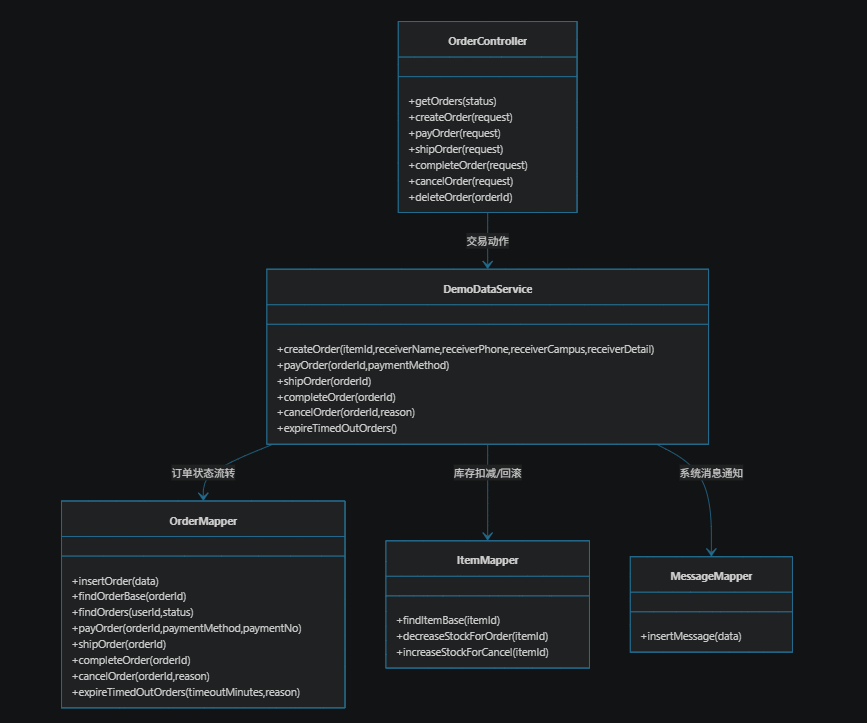 OrderController
+getOrders(status)
+createOrder(request)
+payOrder(request)
+shipOrder(request)
+completeOrder(request)
+cancelOrder(request)
+deleteOrder(orderId)
交易动作
DemoDataService
+createOrder(itemId,receiverName,receiverPhone,receiverCampus,receiverDetail)
+payOrder(orderId,paymentMethod)
+shipOrder(orderId)
+completeOrder(orderId)
+cancelOrder(orderId,reason)
+expireTimedOutOrders()
订单状态流转
库存扣减/回滚
系统消息通知
OrderMapper
+insertOrder(data)
+findOrderBase(orderId)
+findOrders(userId,status)
+payOrder(orderId,paymentMethod,paymentNo)
+shipOrder(orderId)
+completeOrder(orderId)
+cancelOrder(orderId,reason)
+expireTimedOutOrders(timeoutMinutes,reason)
ItemMapper
+findItemBase(itemId)
+decreaseStockForOrder(itemId)
+increaseStockForCancel(itemId)
MessageMapper
+insertMessage(data)